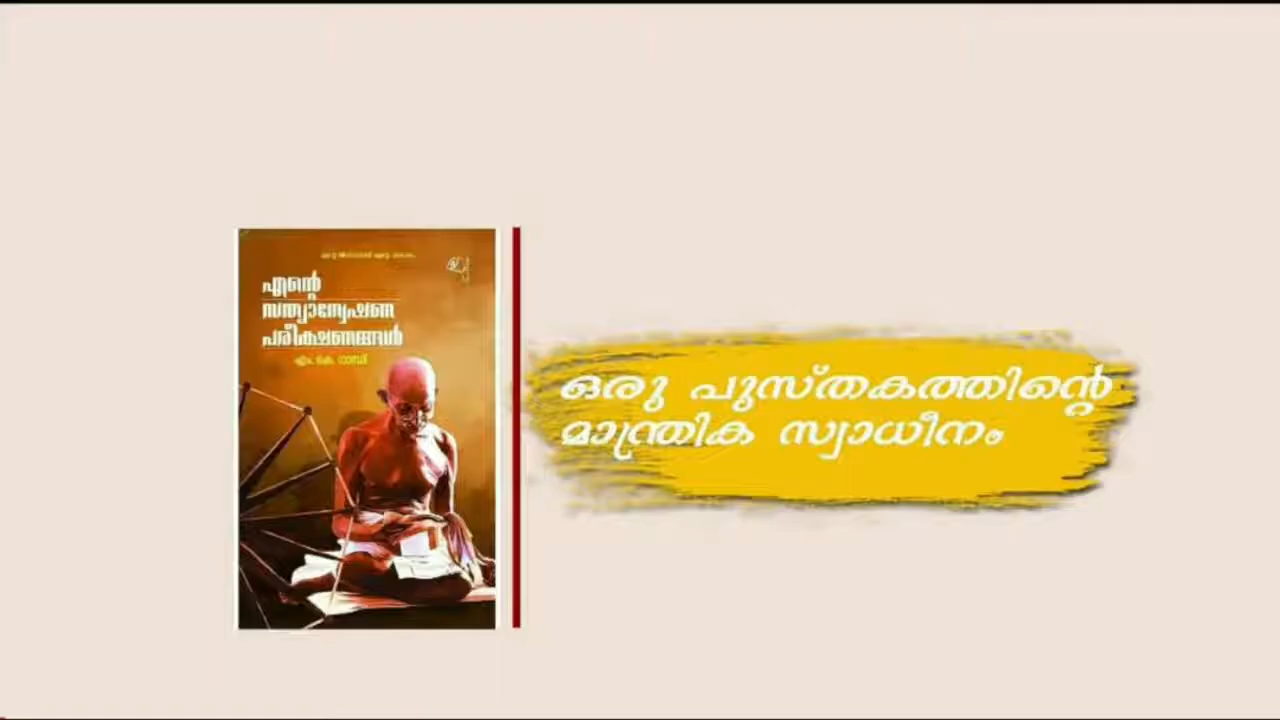 എന്റെ
സത്യാന്വേഷണ
പരീക്ഷണങ്ങൾ
എം. കെ. ഗാന്ധി
ഒരു പുസ്തകത്തിന്റെ
മാന്ത്രിക സ്വാധീനം